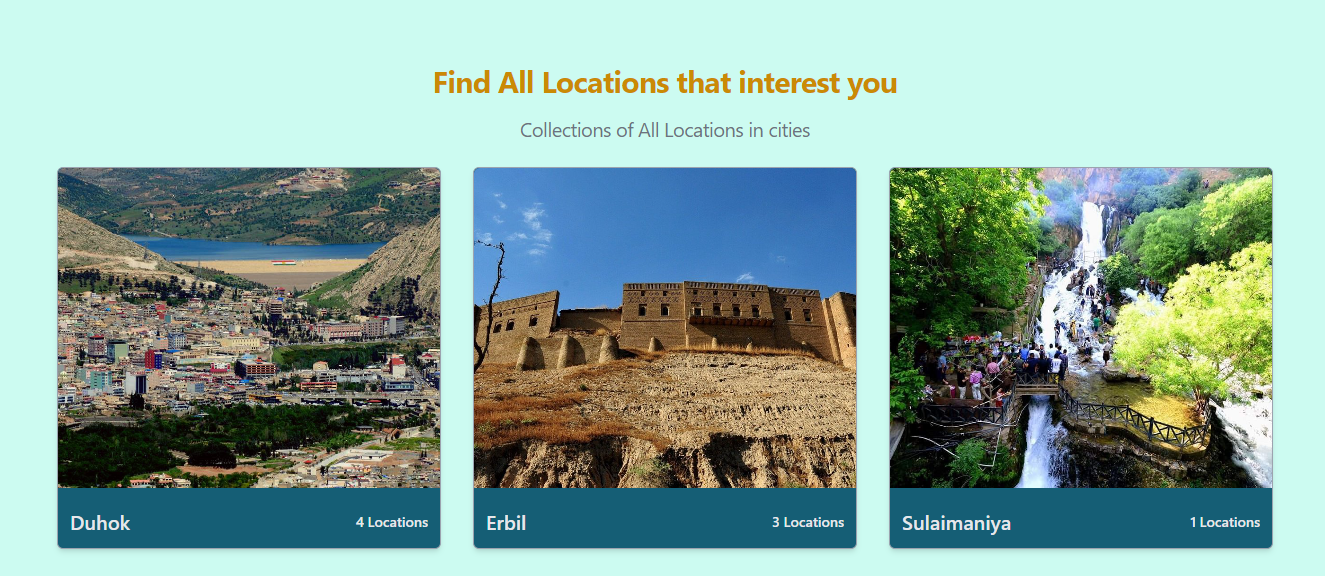 Find All Locations that interest you
Collections of All Locations in cities
Duhok
4 Locations
Erbil
3 Locations
Sulaimaniya
1 Locations